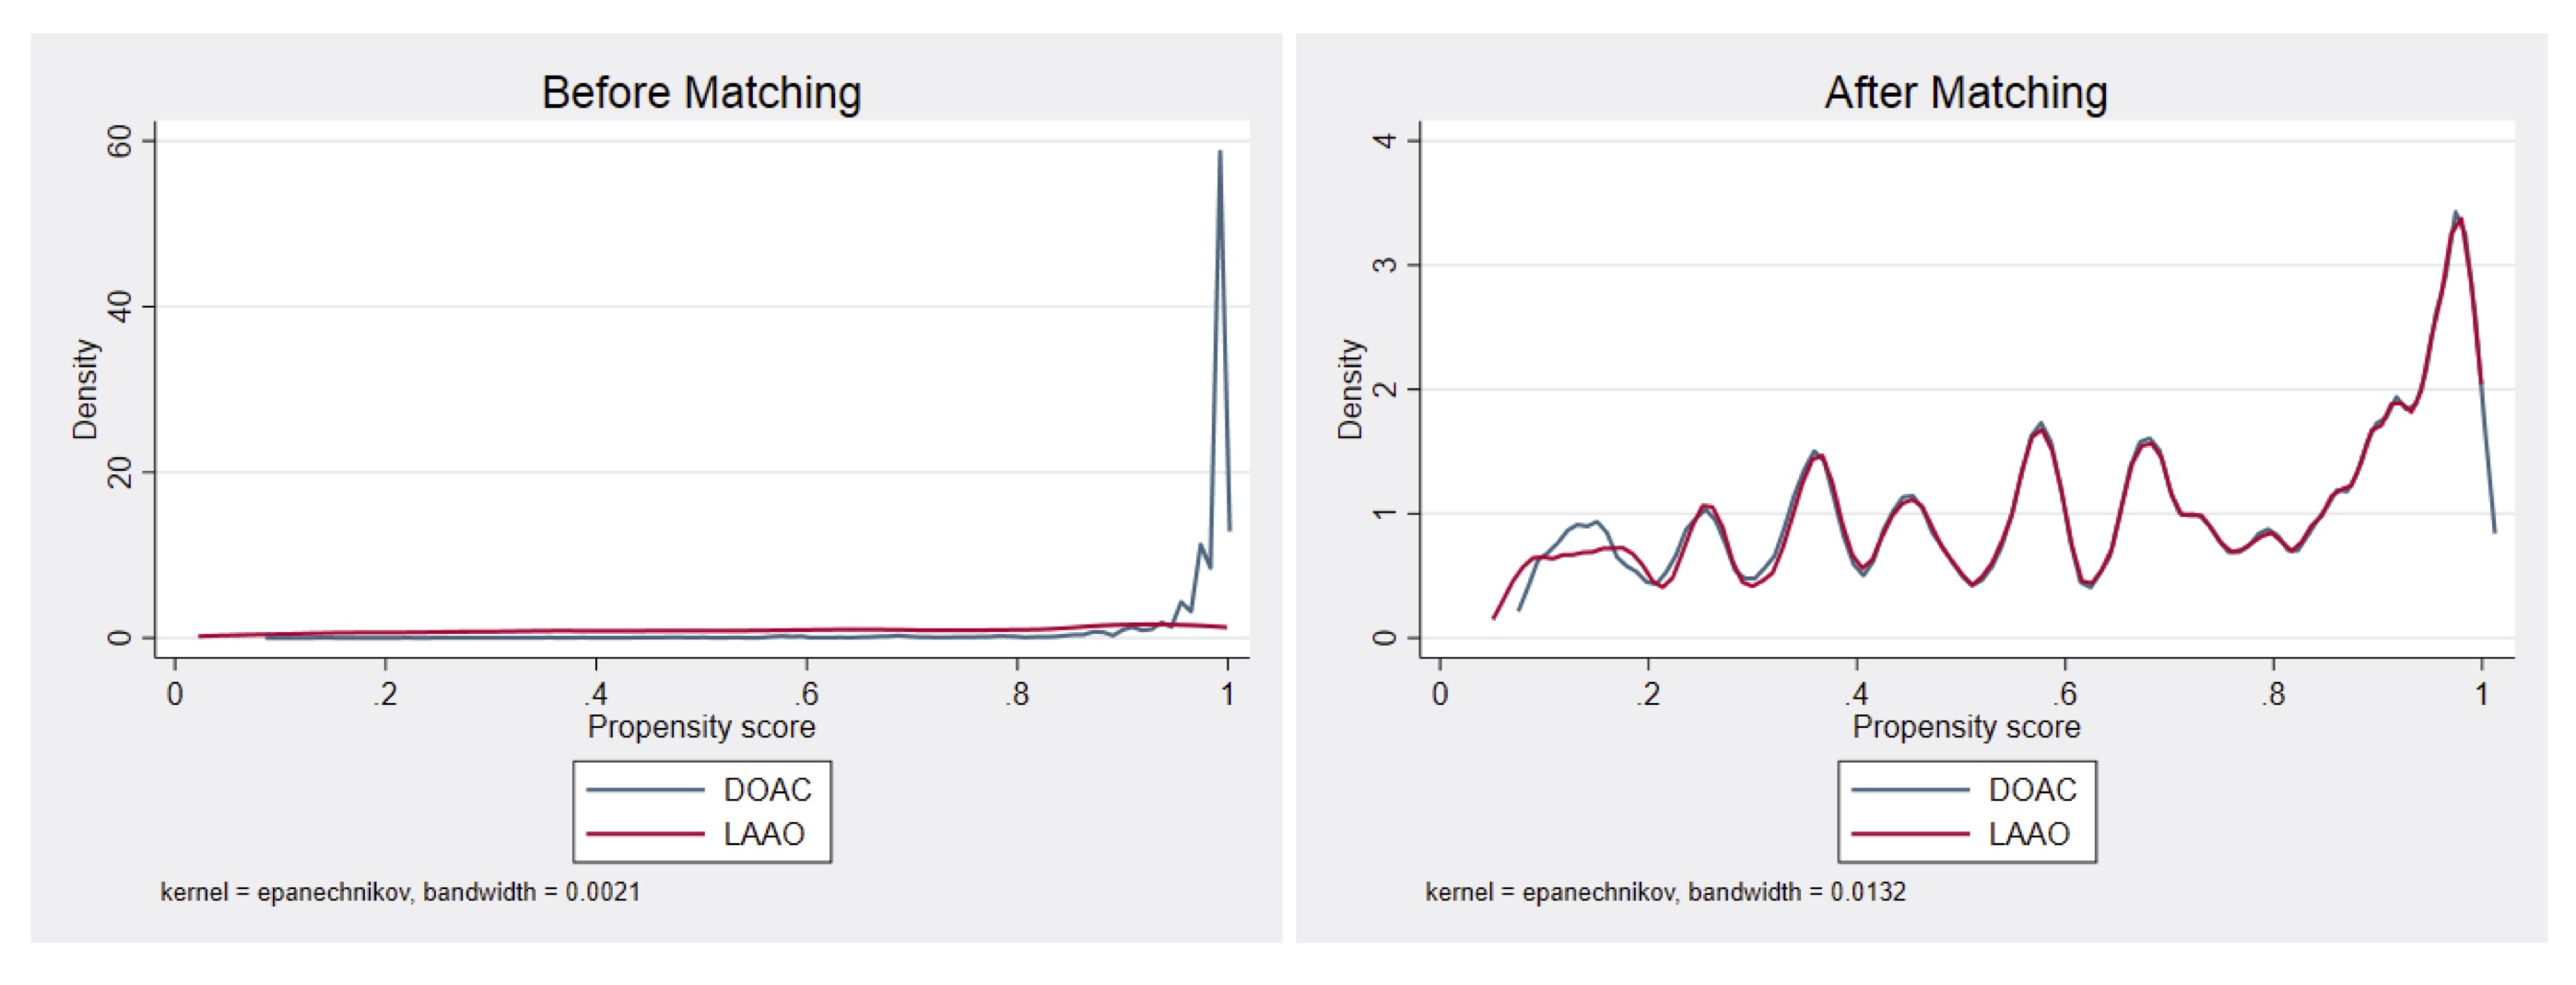 Before Matching
Density
60
40
20
0
0 .2 .4 .6 .8 1
Propensity score
DOAC
LAAO
kernel = epanechnikov, bandwidth = 0.0021
After Matching
Density
4
3
2
1
0
0 .2 .4 .6 .8 1
Propensity score
DOAC
LAAO
kernel = epanechnikov, bandwidth = 0.0132